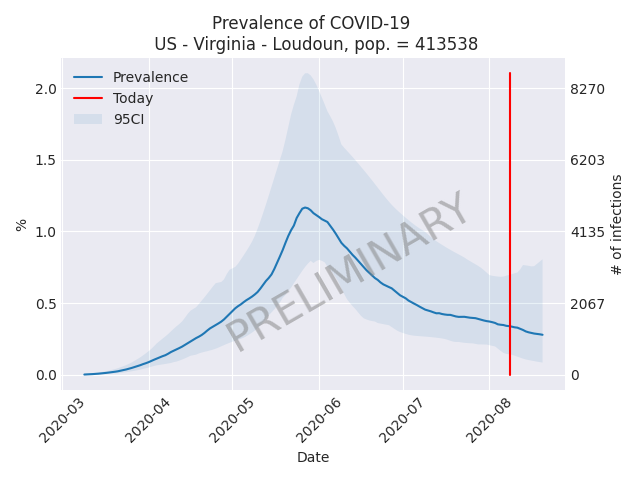 Prevalence of COVID-19
US - Virginia - Loudoun, pop. = 413538
Prevalence
Today
95CI
PRELIMINARY
2.0
1.5
1.0
0.5
0.0
%
8270
6203
4135
2067
0
# of infections
2020-03
2020-04
2020-05
2020-06
2020-07
2020-08
Date